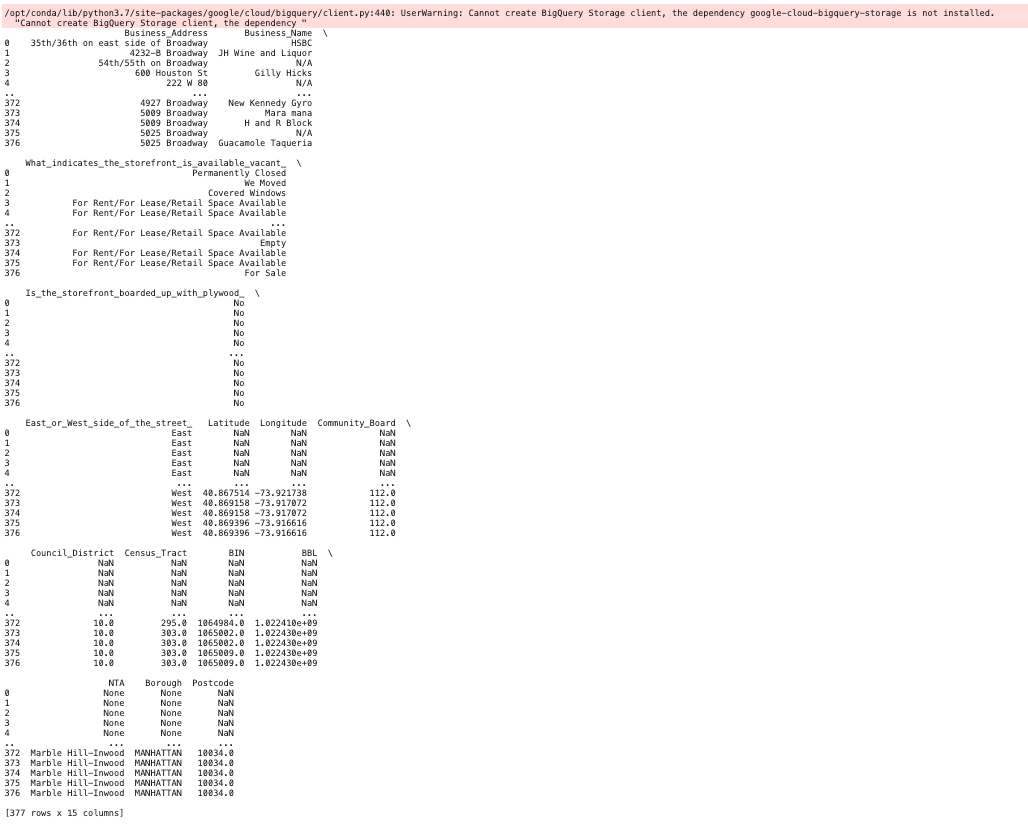 /opt/conda/lib/python3.7/site-packages/google/cloud/bigquery/client.py:440: UserWarning: Cannot create BigQuery Storage client, the dependency google-cloud-bigquery-storage is not installed.
  "Cannot create BigQuery Storage client, the dependency "
                       Business_Address       Business_Name  \
0    35th/36th on east side of Broadway                HSBC
1                       4232-B Broadway  JH Wine and Liquor
2               54th/55th on Broadway                 N/A
3                        600 Houston St         Gilly Hicks
4                              222 W 80                 N/A
..                                  ...                 ...
372                       4927 Broadway    New Kennedy Gyro
373                       5009 Broadway           Mara mana
374                       5009 Broadway       H and R Block
375                       5025 Broadway                 N/A
376                       5025 Broadway  Guacamole Taqueria

    What_indicates_the_storefront_is_available_vacant_  \
0                                   Permanently Closed
1                                             We Moved
2                                      Covered Windows
3            For Rent/For Lease/Retail Space Available
4            For Rent/For Lease/Retail Space Available
..                                                 ...
372          For Rent/For Lease/Retail Space Available
373                                              Empty
374          For Rent/For Lease/Retail Space Available
375          For Rent/For Lease/Retail Space Available
376                                           For Sale

    Is_the_storefront_boarded_up_with_plywood_  \
0                                           No
1                                           No
2                                           No
3                                           No
4                                           No
..                                         ...
372                                         No
373                                         No
374                                         No
375                                         No
376                                         No

    East_or_West_side_of_the_street_   Latitude  Longitude  Community_Board  \
0                               East        NaN        NaN              NaN
1                               East        NaN        NaN              NaN
2                               East        NaN        NaN              NaN
3                               East        NaN        NaN              NaN
4                               East        NaN        NaN              NaN
..                               ...        ...        ...              ...
372                             West  40.867514 -73.921738            112.0
373                             West  40.869158 -73.917072            112.0
374                             West  40.869158 -73.917072            112.0
375                             West  40.869396 -73.916616            112.0
376                             West  40.869396 -73.916616            112.0

     Council_District  Census_Tract        BIN           BBL  \
0                 NaN           NaN        NaN           NaN
1                 NaN           NaN        NaN           NaN
2                 NaN           NaN        NaN           NaN
3                 NaN           NaN        NaN           NaN
4                 NaN           NaN        NaN           NaN
..                ...           ...        ...           ...
372              10.0         295.0  1064984.0  1.022410e+09
373              10.0         303.0  1065002.0  1.022430e+09
374              10.0         303.0  1065002.0  1.022430e+09
375              10.0         303.0  1065009.0  1.022430e+09
376              10.0         303.0  1065009.0  1.022430e+09

                    NTA    Borough  Postcode
0                  None       None       NaN
1                  None       None       NaN
2                  None       None       NaN
3                  None       None       NaN
4                  None       None       NaN
..                  ...        ...       ...
372  Marble Hill-Inwood  MANHATTAN   10034.0
373  Marble Hill-Inwood  MANHATTAN   10034.0
374  Marble Hill-Inwood  MANHATTAN   10034.0
375  Marble Hill-Inwood  MANHATTAN   10034.0
376  Marble Hill-Inwood  MANHATTAN   10034.0

[377 rows x 15 columns]